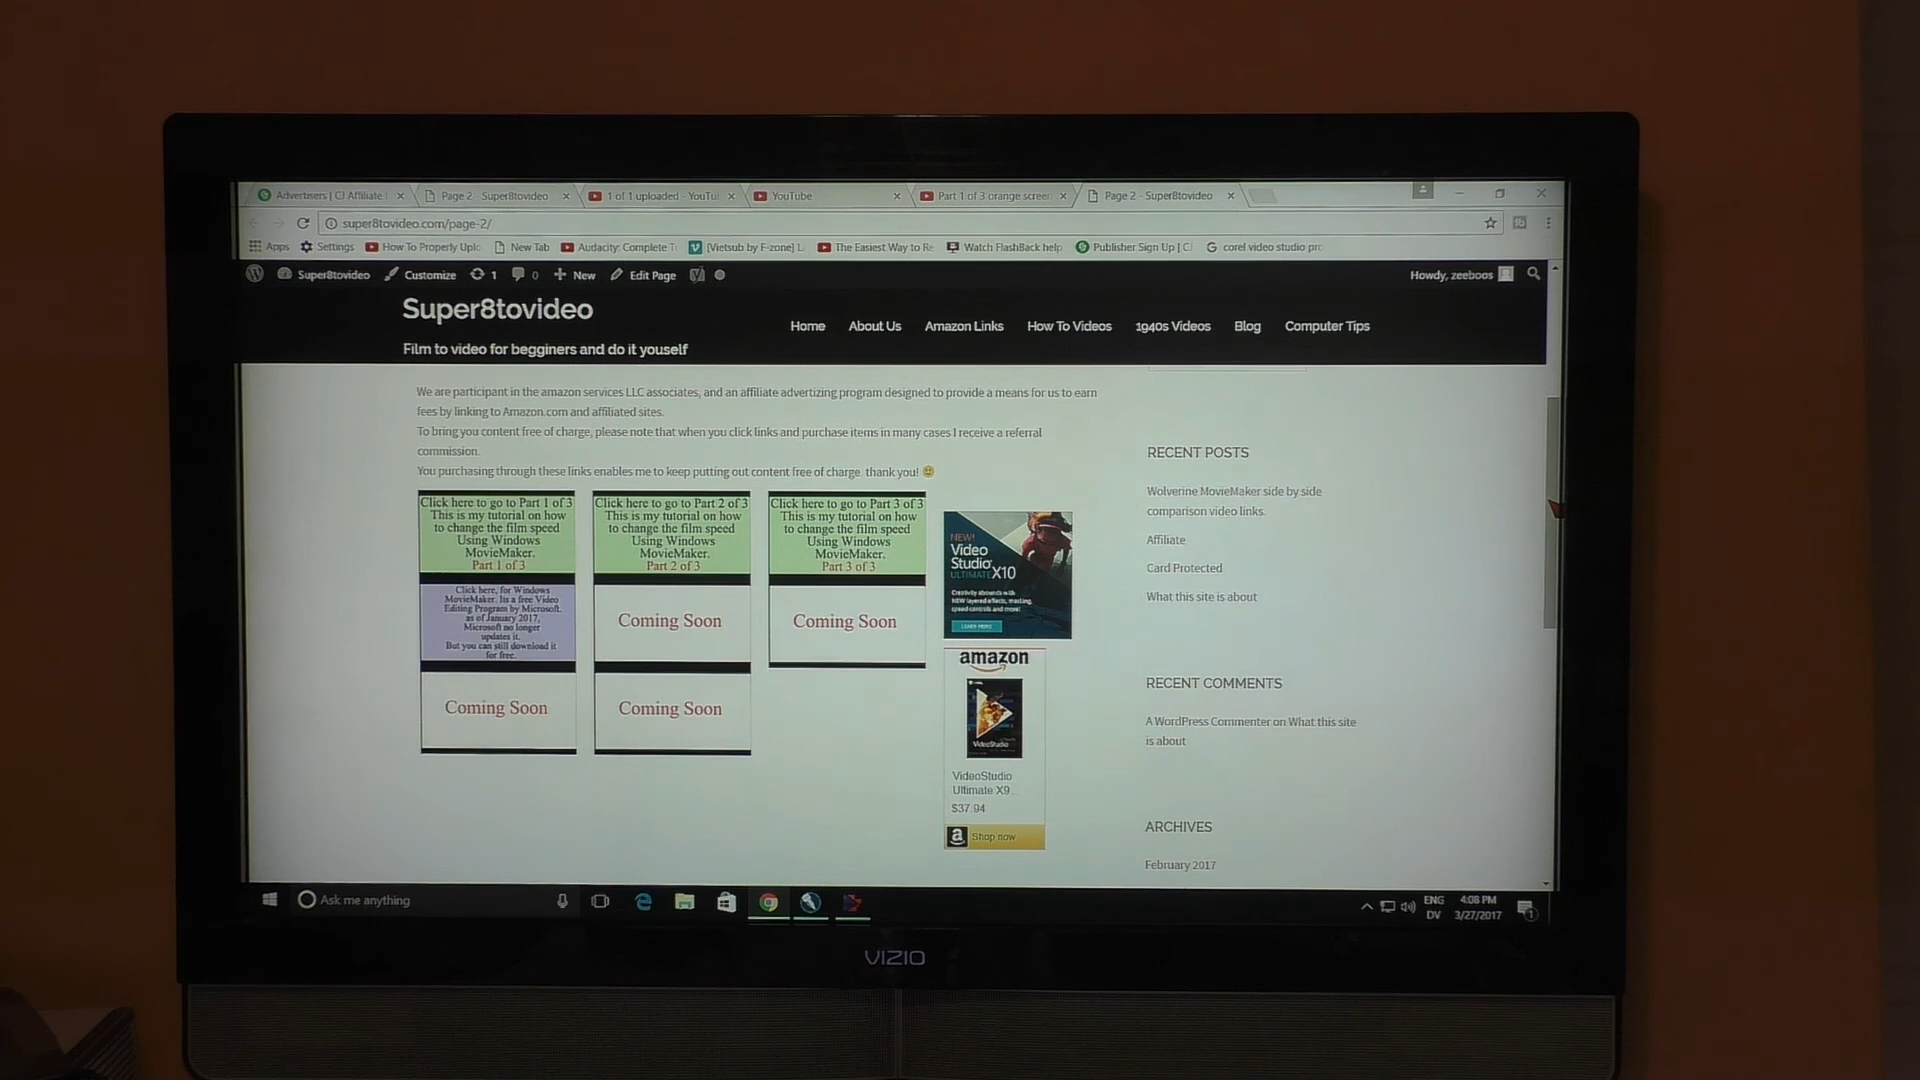 Advertisers | CJ Affiliate
Page 2 - Super8tovideo
1 of 1 uploaded - YouTu
YouTube
Part 1 of 3 orange screen
Page 2 - Super8tovideo
super8tovideo.com/page-2/
Apps
Settings
How To Properly Uplo
New Tab
Audacity: Complete T
[Vietsub by F-zone] L
The Easiest Way to Re
Watch FlashBack help
Publisher Sign Up | CJ
corel video studio pro
Super8tovideo
Customize
1
0
New
Edit Page
Howdy, zeeboos
Super8tovideo
Film to video for begginers and do it youself
Home
About Us
Amazon Links
How To Videos
1940s Videos
Blog
Computer Tips
We are participant in the amazon services LLC associates, and an affiliate advertizing program designed to provide a means for us to earn
fees by linking to Amazon.com and affiliated sites.
To bring you content free of charge, please note that when you click links and purchase items in many cases I receive a referral
commission.
You purchasing through these links enables me to keep putting out content free of charge. thank you!
Click here to go to Part 1 of 3
This is my tutorial on how
to change the film speed
Using Windows
MovieMaker.
Part 1 of 3
Click here to go to Part 2 of 3
This is my tutorial on how
to change the film speed
Using Windows
MovieMaker.
Part 2 of 3
Click here to go to Part 3 of 3
This is my tutorial on how
to change the film speed
Using Windows
MovieMaker.
Part 3 of 3
Click here, for Windows
MovieMaker. Its a free Video
Editing Program by Microsoft.
as of January 2017,
Microsoft no longer
updates it.
But you can still download it
for free.
Coming Soon
Coming Soon
Coming Soon
Coming Soon
NEW!
Video
Studio
ULTIMATE X10
Creativity abounds with
NEW layered effects, masking,
speed controls and more!
LEARN MORE
amazon
VideoStudio
VideoStudio
Ultimate X9...
$37.94
Shop now
RECENT POSTS
Wolverine MovieMaker side by side
comparison video links.
Affiliate
Card Protected
What this site is about
RECENT COMMENTS
A WordPress Commenter on What this site
is about
ARCHIVES
February 2017
Ask me anything
ENG
DV
4:08 PM
3/27/2017
1
VIZIO